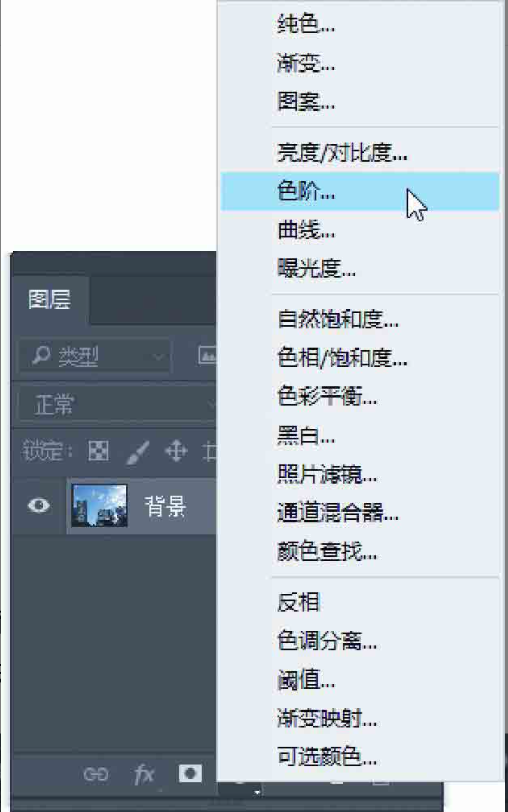 纯色...
渐变...
图案...
亮度/对比度...
色阶...
曲线...
曝光度...
自然饱和度...
色相/饱和度...
色彩平衡...
黑白...
照片滤镜...
通道混合器...
颜色查找...
反相
色调分离...
阈值...
渐变映射...
可选颜色...
图层
类型
正常
锁定:
背景
fx